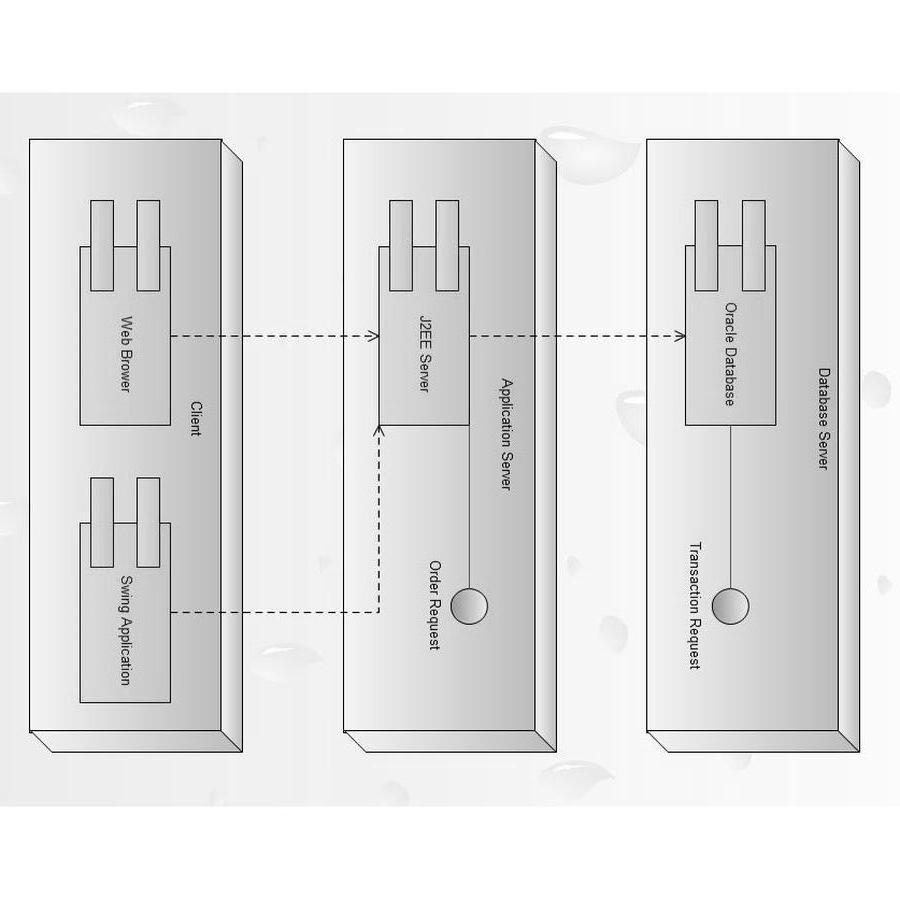 Database Server
Oracle Database
Transaction Request
Application Server
J2EE Server
Order Request
Client
Web Brower
Swing Application